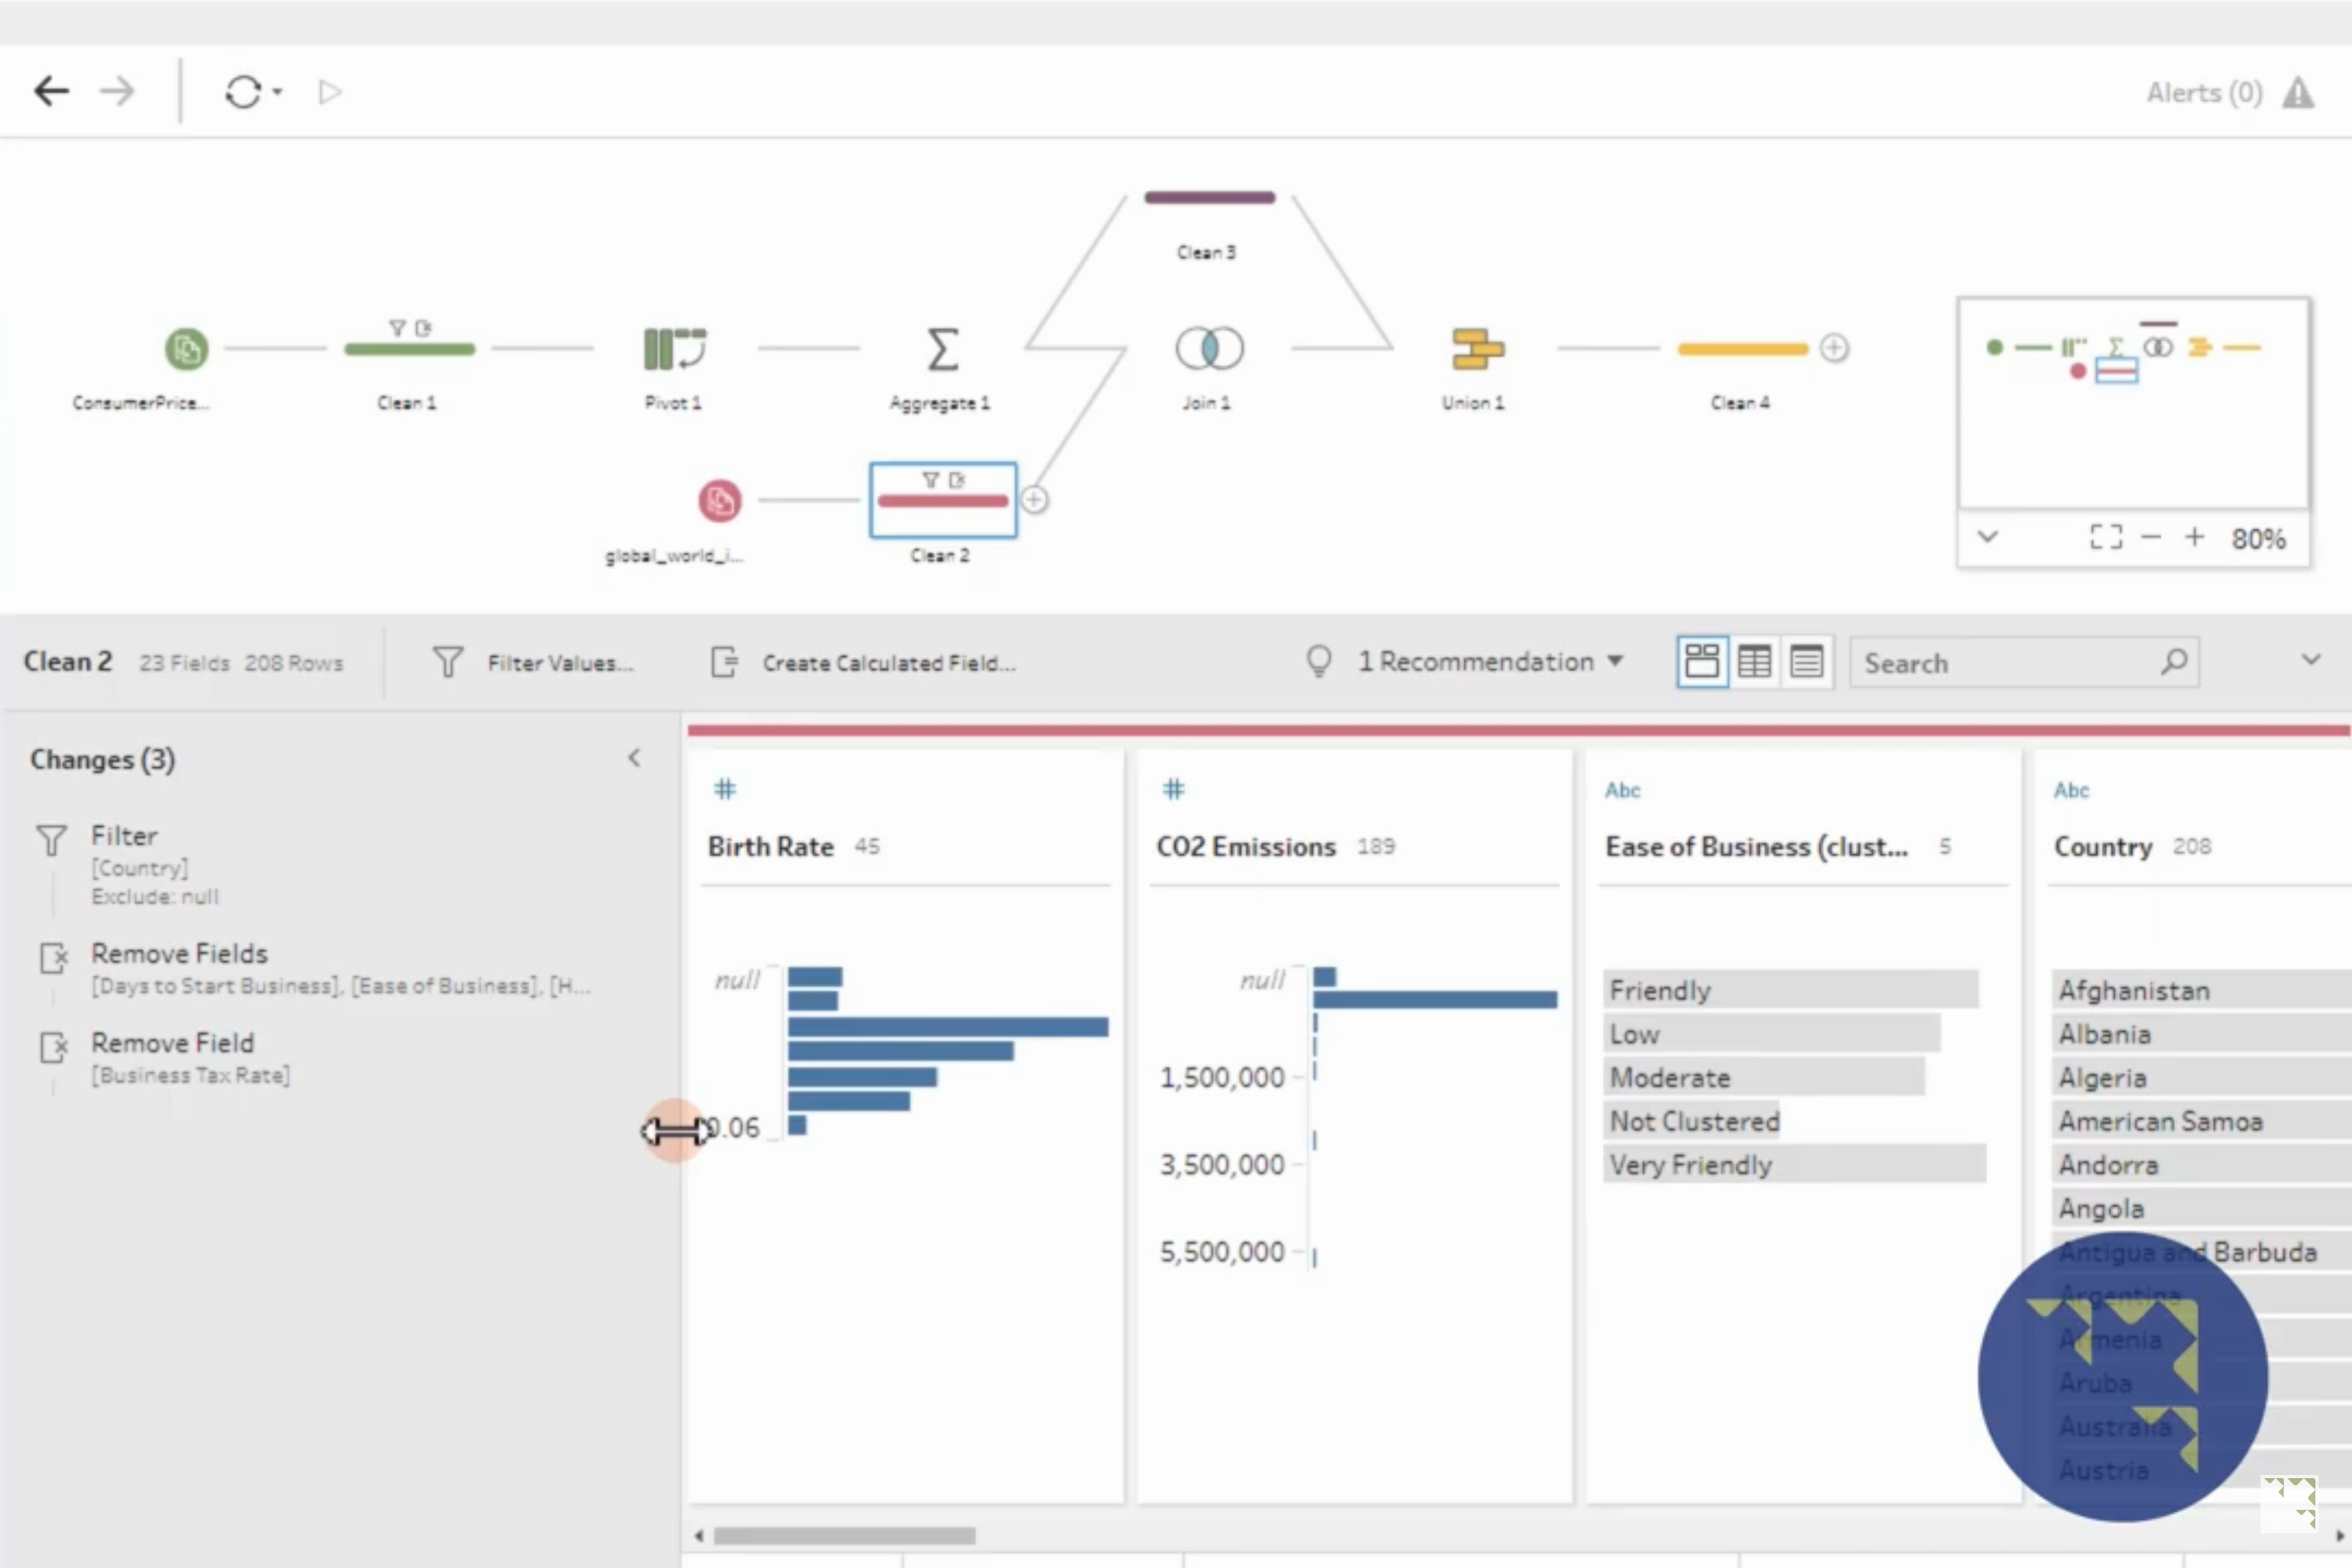 Alerts (0)
Clean 3
ConsumerPrice...
Clean 1
Pivot 1
Aggregate 1
Join 1
Union 1
Clean 4
global_world_i...
Clean 2
80%
Clean 2 23 Fields 208 Rows
Filter Values...
Create Calculated Field...
1 Recommendation
Search
Changes (3)
Filter
[Country]
Exclude: null
Remove Fields
[Days to Start Business], [Ease of Business], [H...
Remove Field
[Business Tax Rate]
#
Birth Rate 45
null
0.06
#
CO2 Emissions 189
null
1,500,000
3,500,000
5,500,000
Abc
Ease of Business (clust... 5
Friendly
Low
Moderate
Not Clustered
Very Friendly
Abc
Country 208
Afghanistan
Albania
Algeria
American Samoa
Andorra
Angola
Antigua and Barbuda
Argentina
Armenia
Aruba
Australia
Austria